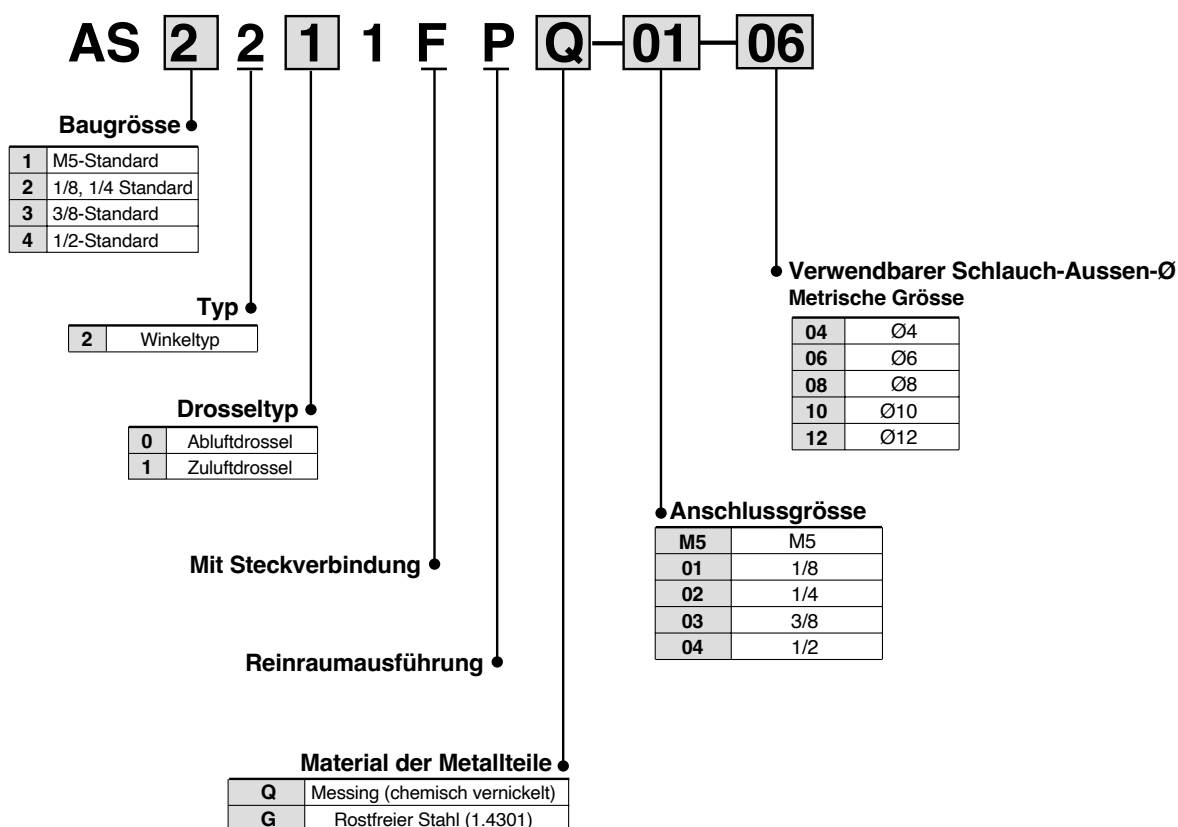 AS 2 2 1 1 F P Q-01-06
Baugrösse
1 M5-Standard
2 1/8, 1/4 Standard
3 3/8-Standard
4 1/2-Standard
Typ
2 Winkeltyp
Drosseltyp
0 Abluftdrossel
1 Zuluftdrossel
Mit Steckverbindung
Reinraumausführung
Material der Metallteile
Q Messing (chemisch vernickelt)
G Rostfreier Stahl (1.4301)
Anschlussgrösse
M5 M5
01 1/8
02 1/4
03 3/8
04 1/2
Verwendbarer Schlauch-Aussen-Ø
Metrische Grösse
04 Ø4
06 Ø6
08 Ø8
10 Ø10
12 Ø12